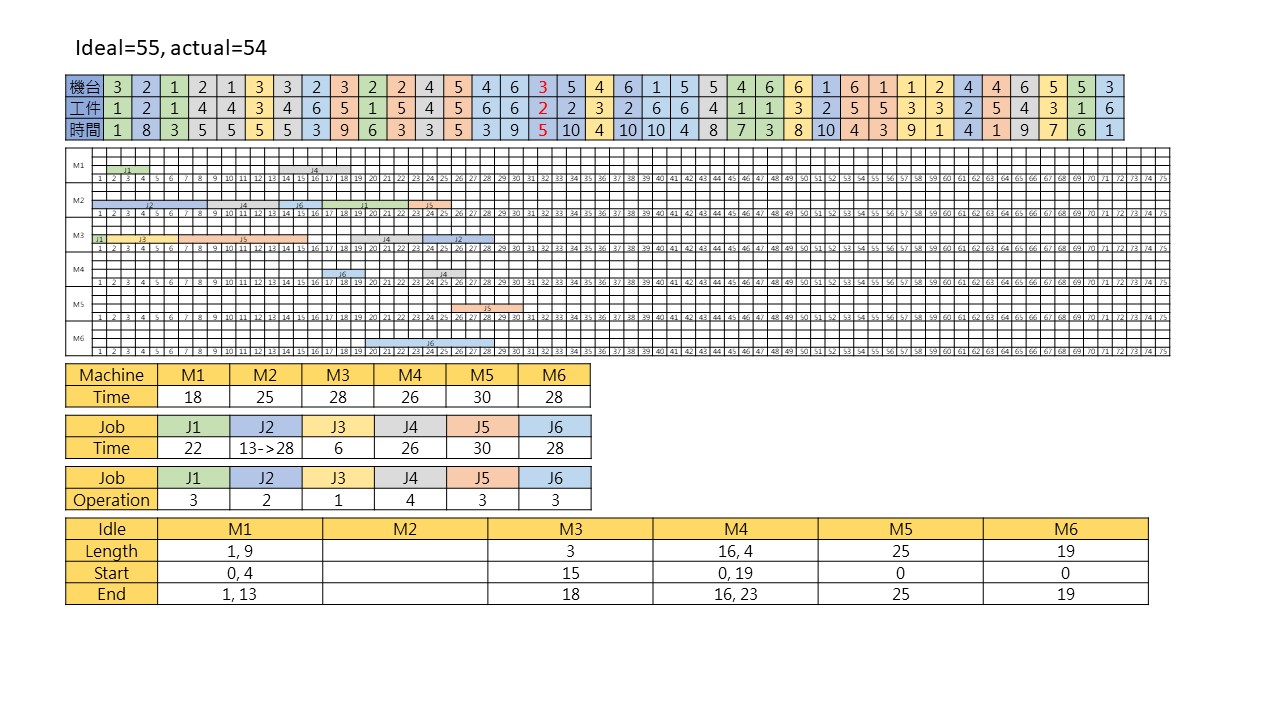 Ideal=55, actual=54
機台 3 2 1 2 1 3 3 2 3 2 2 4 5 4 6 3 5 4 6 1 5 5 4 6 6 1 6 1 1 2 4 4 6 5 5 3
工件 1 2 1 4 4 3 4 6 5 1 5 4 5 6 6 2 2 3 2 6 6 4 1 1 3 2 5 5 3 3 2 5 4 3 1 6
時間 1 8 3 5 5 5 5 3 9 6 3 3 5 3 9 5 10 4 10 10 4 8 7 3 8 10 4 3 9 1 4 1 9 7 6 1
M1 J1 J4
1 2 3 4 5 6 7 8 9 10 11 12 13 14 15 16 17 18 19 20 21 22 23 24 25 26 27 28 29 30 31 32 33 34 35 36 37 38 39 40 41 42 43 44 45 46 47 48 49 50 51 52 53 54 55 56 57 58 59 60 61 62 63 64 65 66 67 68 69 70 71 72 73 74 75
M2 J2 J4 J6 J1 J5
1 2 3 4 5 6 7 8 9 10 11 12 13 14 15 16 17 18 19 20 21 22 23 24 25 26 27 28 29 30 31 32 33 34 35 36 37 38 39 40 41 42 43 44 45 46 47 48 49 50 51 52 53 54 55 56 57 58 59 60 61 62 63 64 65 66 67 68 69 70 71 72 73 74 75
M3 J1 J3 J5 J4 J2
1 2 3 4 5 6 7 8 9 10 11 12 13 14 15 16 17 18 19 20 21 22 23 24 25 26 27 28 29 30 31 32 33 34 35 36 37 38 39 40 41 42 43 44 45 46 47 48 49 50 51 52 53 54 55 56 57 58 59 60 61 62 63 64 65 66 67 68 69 70 71 72 73 74 75
M4 J6 J4
1 2 3 4 5 6 7 8 9 10 11 12 13 14 15 16 17 18 19 20 21 22 23 24 25 26 27 28 29 30 31 32 33 34 35 36 37 38 39 40 41 42 43 44 45 46 47 48 49 50 51 52 53 54 55 56 57 58 59 60 61 62 63 64 65 66 67 68 69 70 71 72 73 74 75
M5 J5
1 2 3 4 5 6 7 8 9 10 11 12 13 14 15 16 17 18 19 20 21 22 23 24 25 26 27 28 29 30 31 32 33 34 35 36 37 38 39 40 41 42 43 44 45 46 47 48 49 50 51 52 53 54 55 56 57 58 59 60 61 62 63 64 65 66 67 68 69 70 71 72 73 74 75
M6 J6
1 2 3 4 5 6 7 8 9 10 11 12 13 14 15 16 17 18 19 20 21 22 23 24 25 26 27 28 29 30 31 32 33 34 35 36 37 38 39 40 41 42 43 44 45 46 47 48 49 50 51 52 53 54 55 56 57 58 59 60 61 62 63 64 65 66 67 68 69 70 71 72 73 74 75
Machine M1 M2 M3 M4 M5 M6
Time 18 25 28 26 30 28
Job J1 J2 J3 J4 J5 J6
Time 22 13->28 6 26 30 28
Job J1 J2 J3 J4 J5 J6
Operation 3 2 1 4 3 3
Idle M1 M2 M3 M4 M5 M6
Length 1, 9 3 16, 4 25 19
Start 0, 4 15 0, 19 0 0
End 1, 13 18 16, 23 25 19